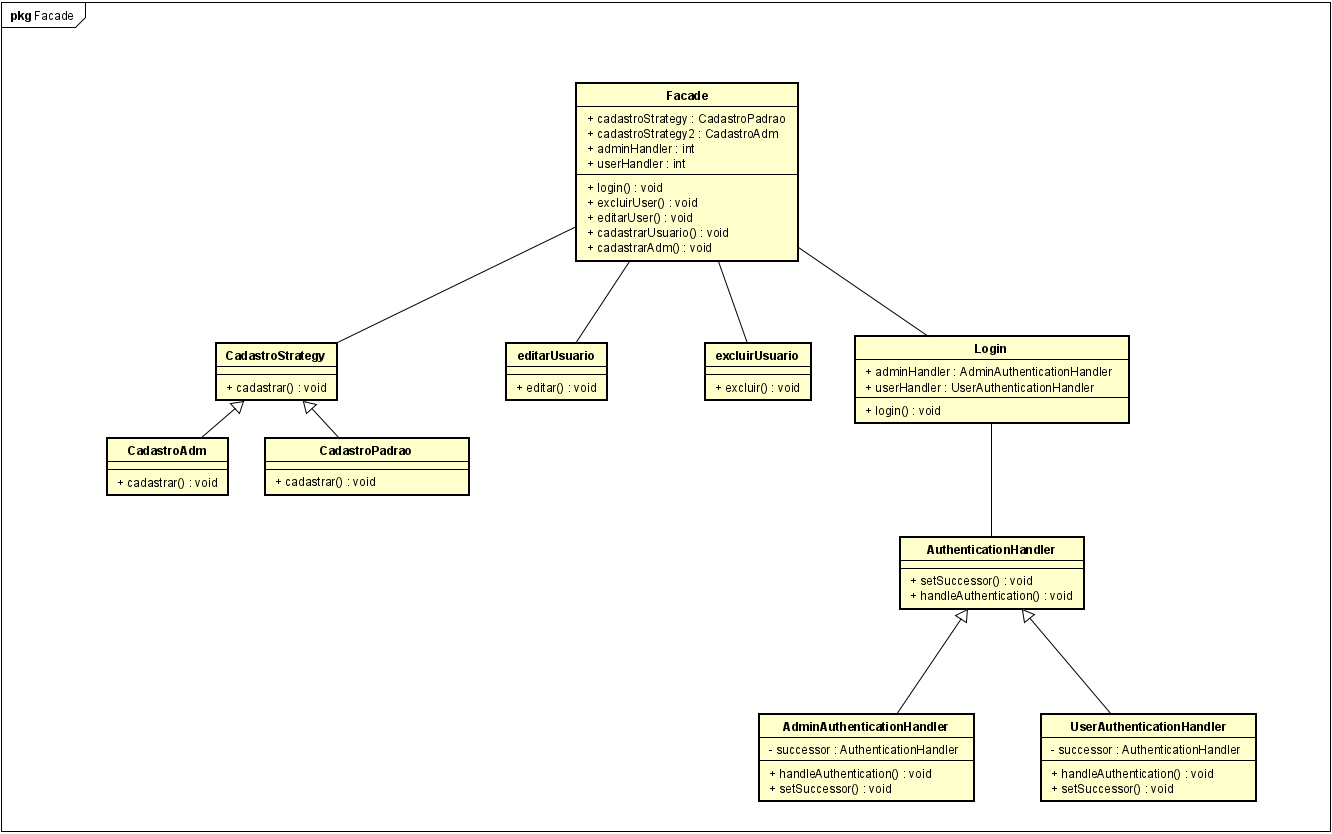 pkg Facade
Facade
+ cadastroStrategy : CadastroPadrao
+ cadastroStrategy2 : CadastroAdm
+ adminHandler : int
+ userHandler : int
+ login() : void
+ excluirUser() : void
+ editarUser() : void
+ cadastrarUsuario() : void
+ cadastrarAdm() : void
CadastroStrategy
+ cadastrar() : void
editarUsuario
+ editar() : void
excluirUsuario
+ excluir() : void
Login
+ adminHandler : AdminAuthenticationHandler
+ userHandler : UserAuthenticationHandler
+ login() : void
CadastroAdm
+ cadastrar() : void
CadastroPadrao
+ cadastrar() : void
AuthenticationHandler
+ setSuccessor() : void
+ handleAuthentication() : void
AdminAuthenticationHandler
- successor : AuthenticationHandler
+ handleAuthentication() : void
+ setSuccessor() : void
UserAuthenticationHandler
- successor : AuthenticationHandler
+ handleAuthentication() : void
+ setSuccessor() : void